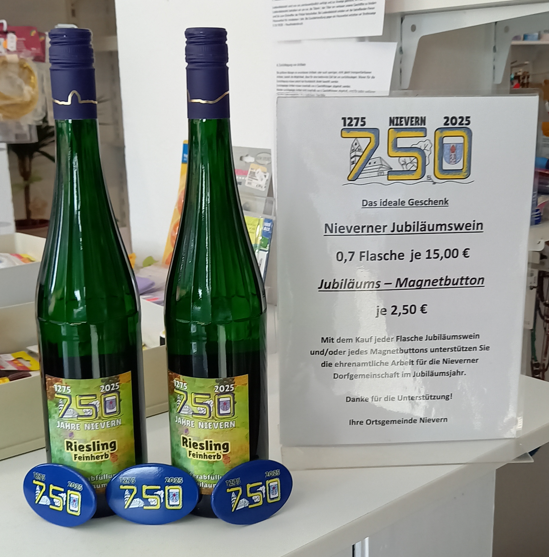 1275 NIEVERN 2025
750
Das ideale Geschenk
Nieverner Jubiläumswein
0,7 Flasche je 15,00 €
Jubiläums – Magnetbutton
je 2,50 €
Mit dem Kauf jeder Flasche Jubiläumswein
und/oder jedes Magnetbuttons unterstützen Sie
die ehrenamtliche Arbeit für die Nieverner
Dorfgemeinschaft im Jubiläumsjahr.
Danke für die Unterstützung!
Ihre Ortsgemeinde Nievern
1275 2025
750
JAHRE NIEVERN
Riesling
Feinherb
1275 2025
750
JAHRE NIEVERN
Riesling
Feinherb
1275 2025
750
1275 2025
750
1275 2025
750